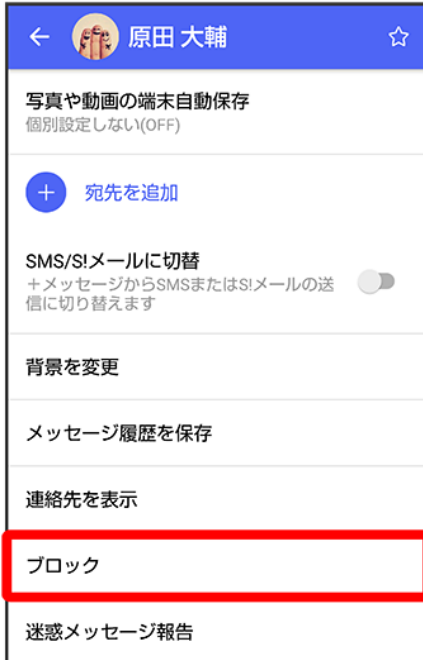 原田 大輔
写真や動画の端末自動保存
個別設定しない(OFF)
宛先を追加
SMS/S!メールに切替
+メッセージからSMSまたはS!メールの送
信に切り替えます
背景を変更
メッセージ履歴を保存
連絡先を表示
ブロック
迷惑メッセージ報告